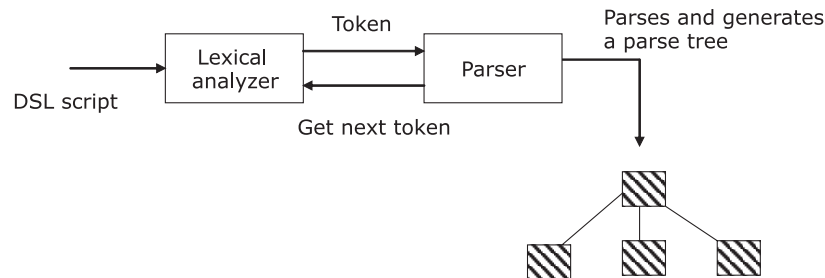 Parses and generates
a parse tree
Token
Lexical
analyzer
Parser
DSL script
Get next token